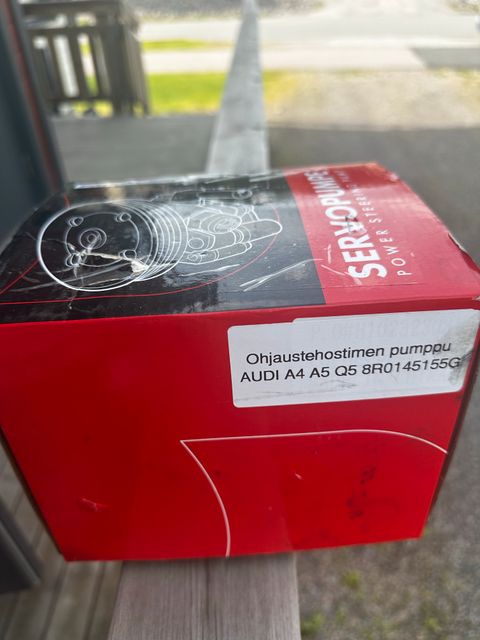 SERVOPUMPE
POWER STEERING
Ohjaustehostimen pumppu
AUDI A4 A5 Q5 8R0145155G